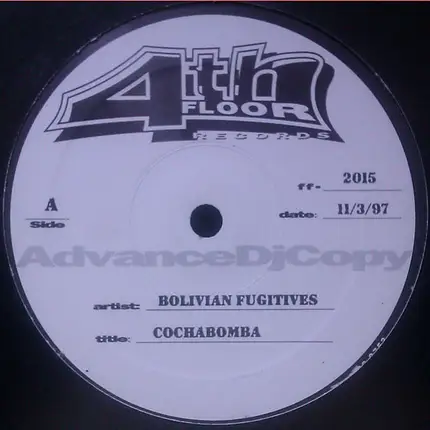 4th
FLOOR
RECORDS
A
Side
ff- 2015
date: 11/3/97
AdvanceDjCopy
artist: BOLIVIAN FUGITIVES
title: COCHABOMBA